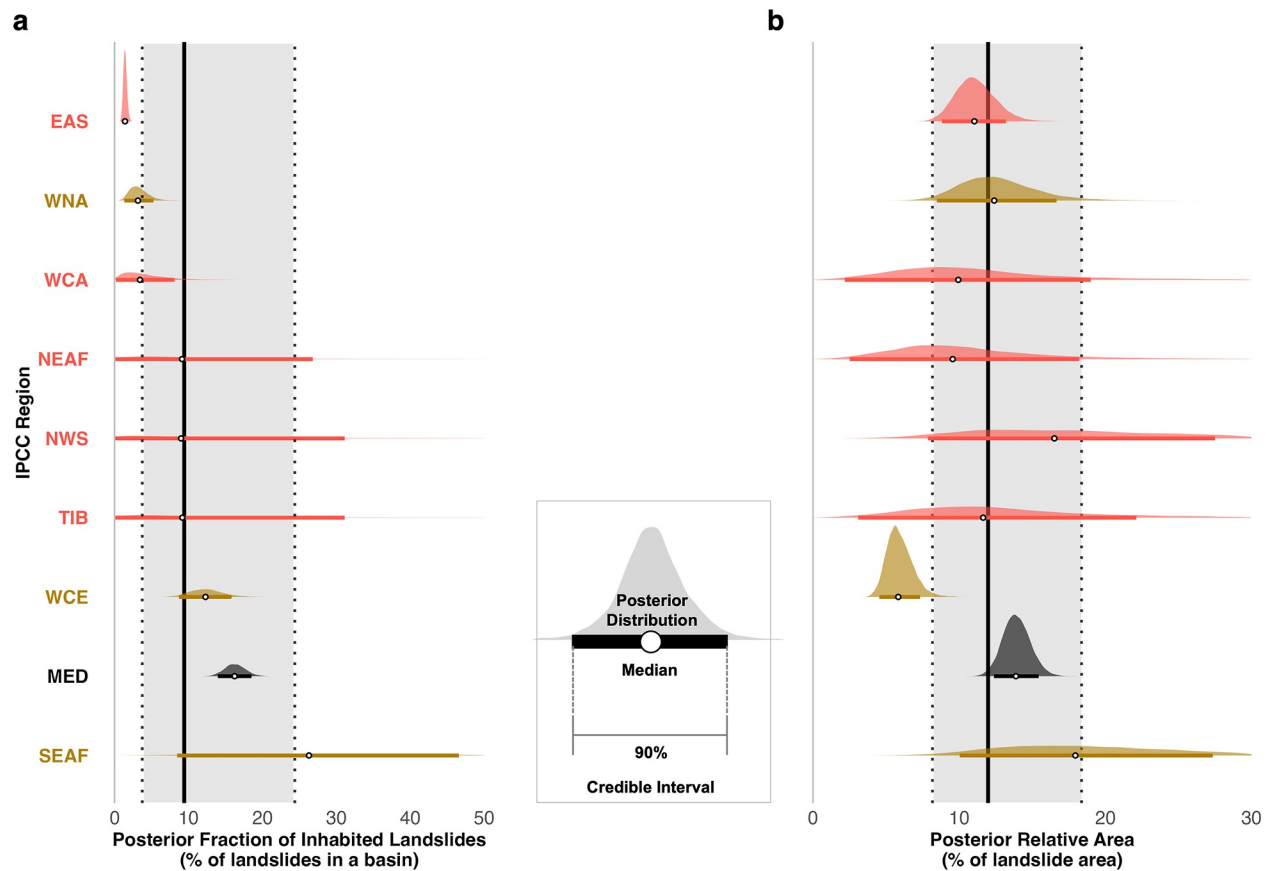 a
b
IPCC Region
EAS
WNA
WCA
NEAF
NWS
TIB
WCE
MED
SEAF
0 10 20 30 40 50
Posterior Fraction of Inhabited Landslides
(% of landslides in a basin)
Posterior
Distribution
Median
90%
Credible Interval
0 10 20 30
Posterior Relative Area
(% of landslide area)